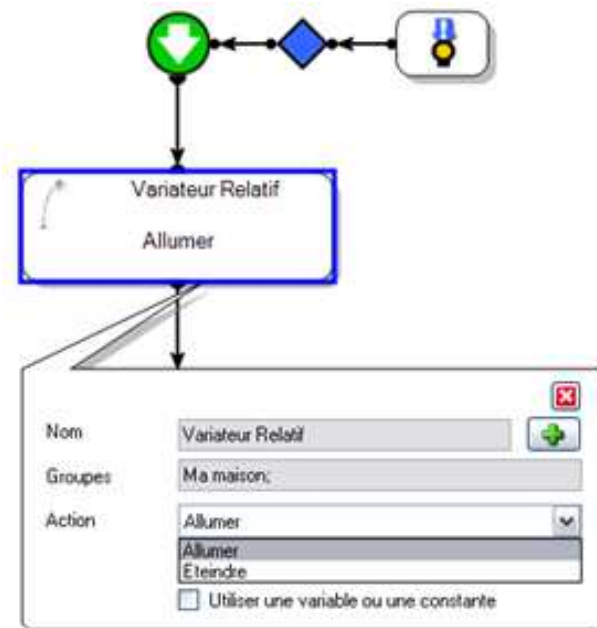 Variateur Relatif
Allumer
Nom Variateur Relatif
Groupes Ma maison;
Action Allumer
Allumer
Eteindre
Utiliser une variable ou une constante